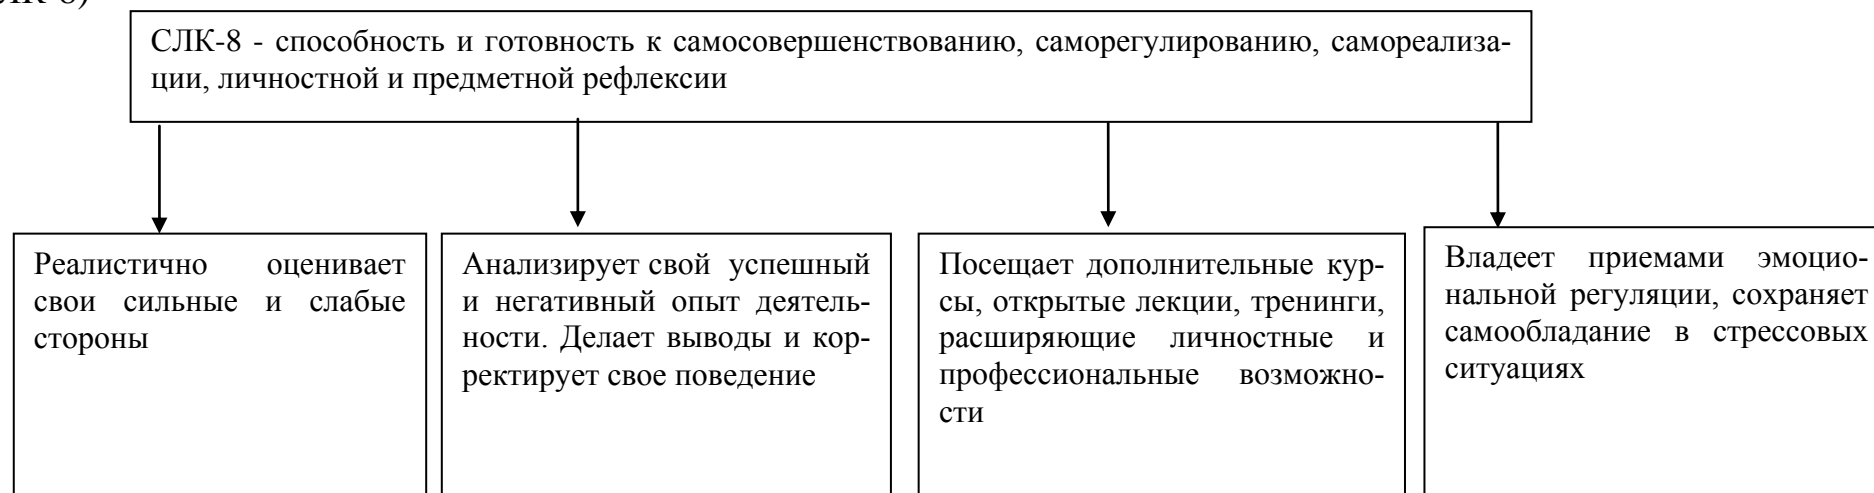 СЛК-8 - способность и готовность к самосовершенствованию, саморегулированию, самореализа-
ции, личностной и предметной рефлексии
Реалистично оценивает
свои сильные и слабые
стороны
Анализирует свой успешный
и негативный опыт деятель-
ности. Делает выводы и кор-
ректирует свое поведение
Посещает дополнительные кур-
сы, открытые лекции, тренинги,
расширяющие личностные и
профессиональные возможно-
сти
Владеет приемами эмоцио-
нальной регуляции, сохраняет
самообладание в стрессовых
ситуациях